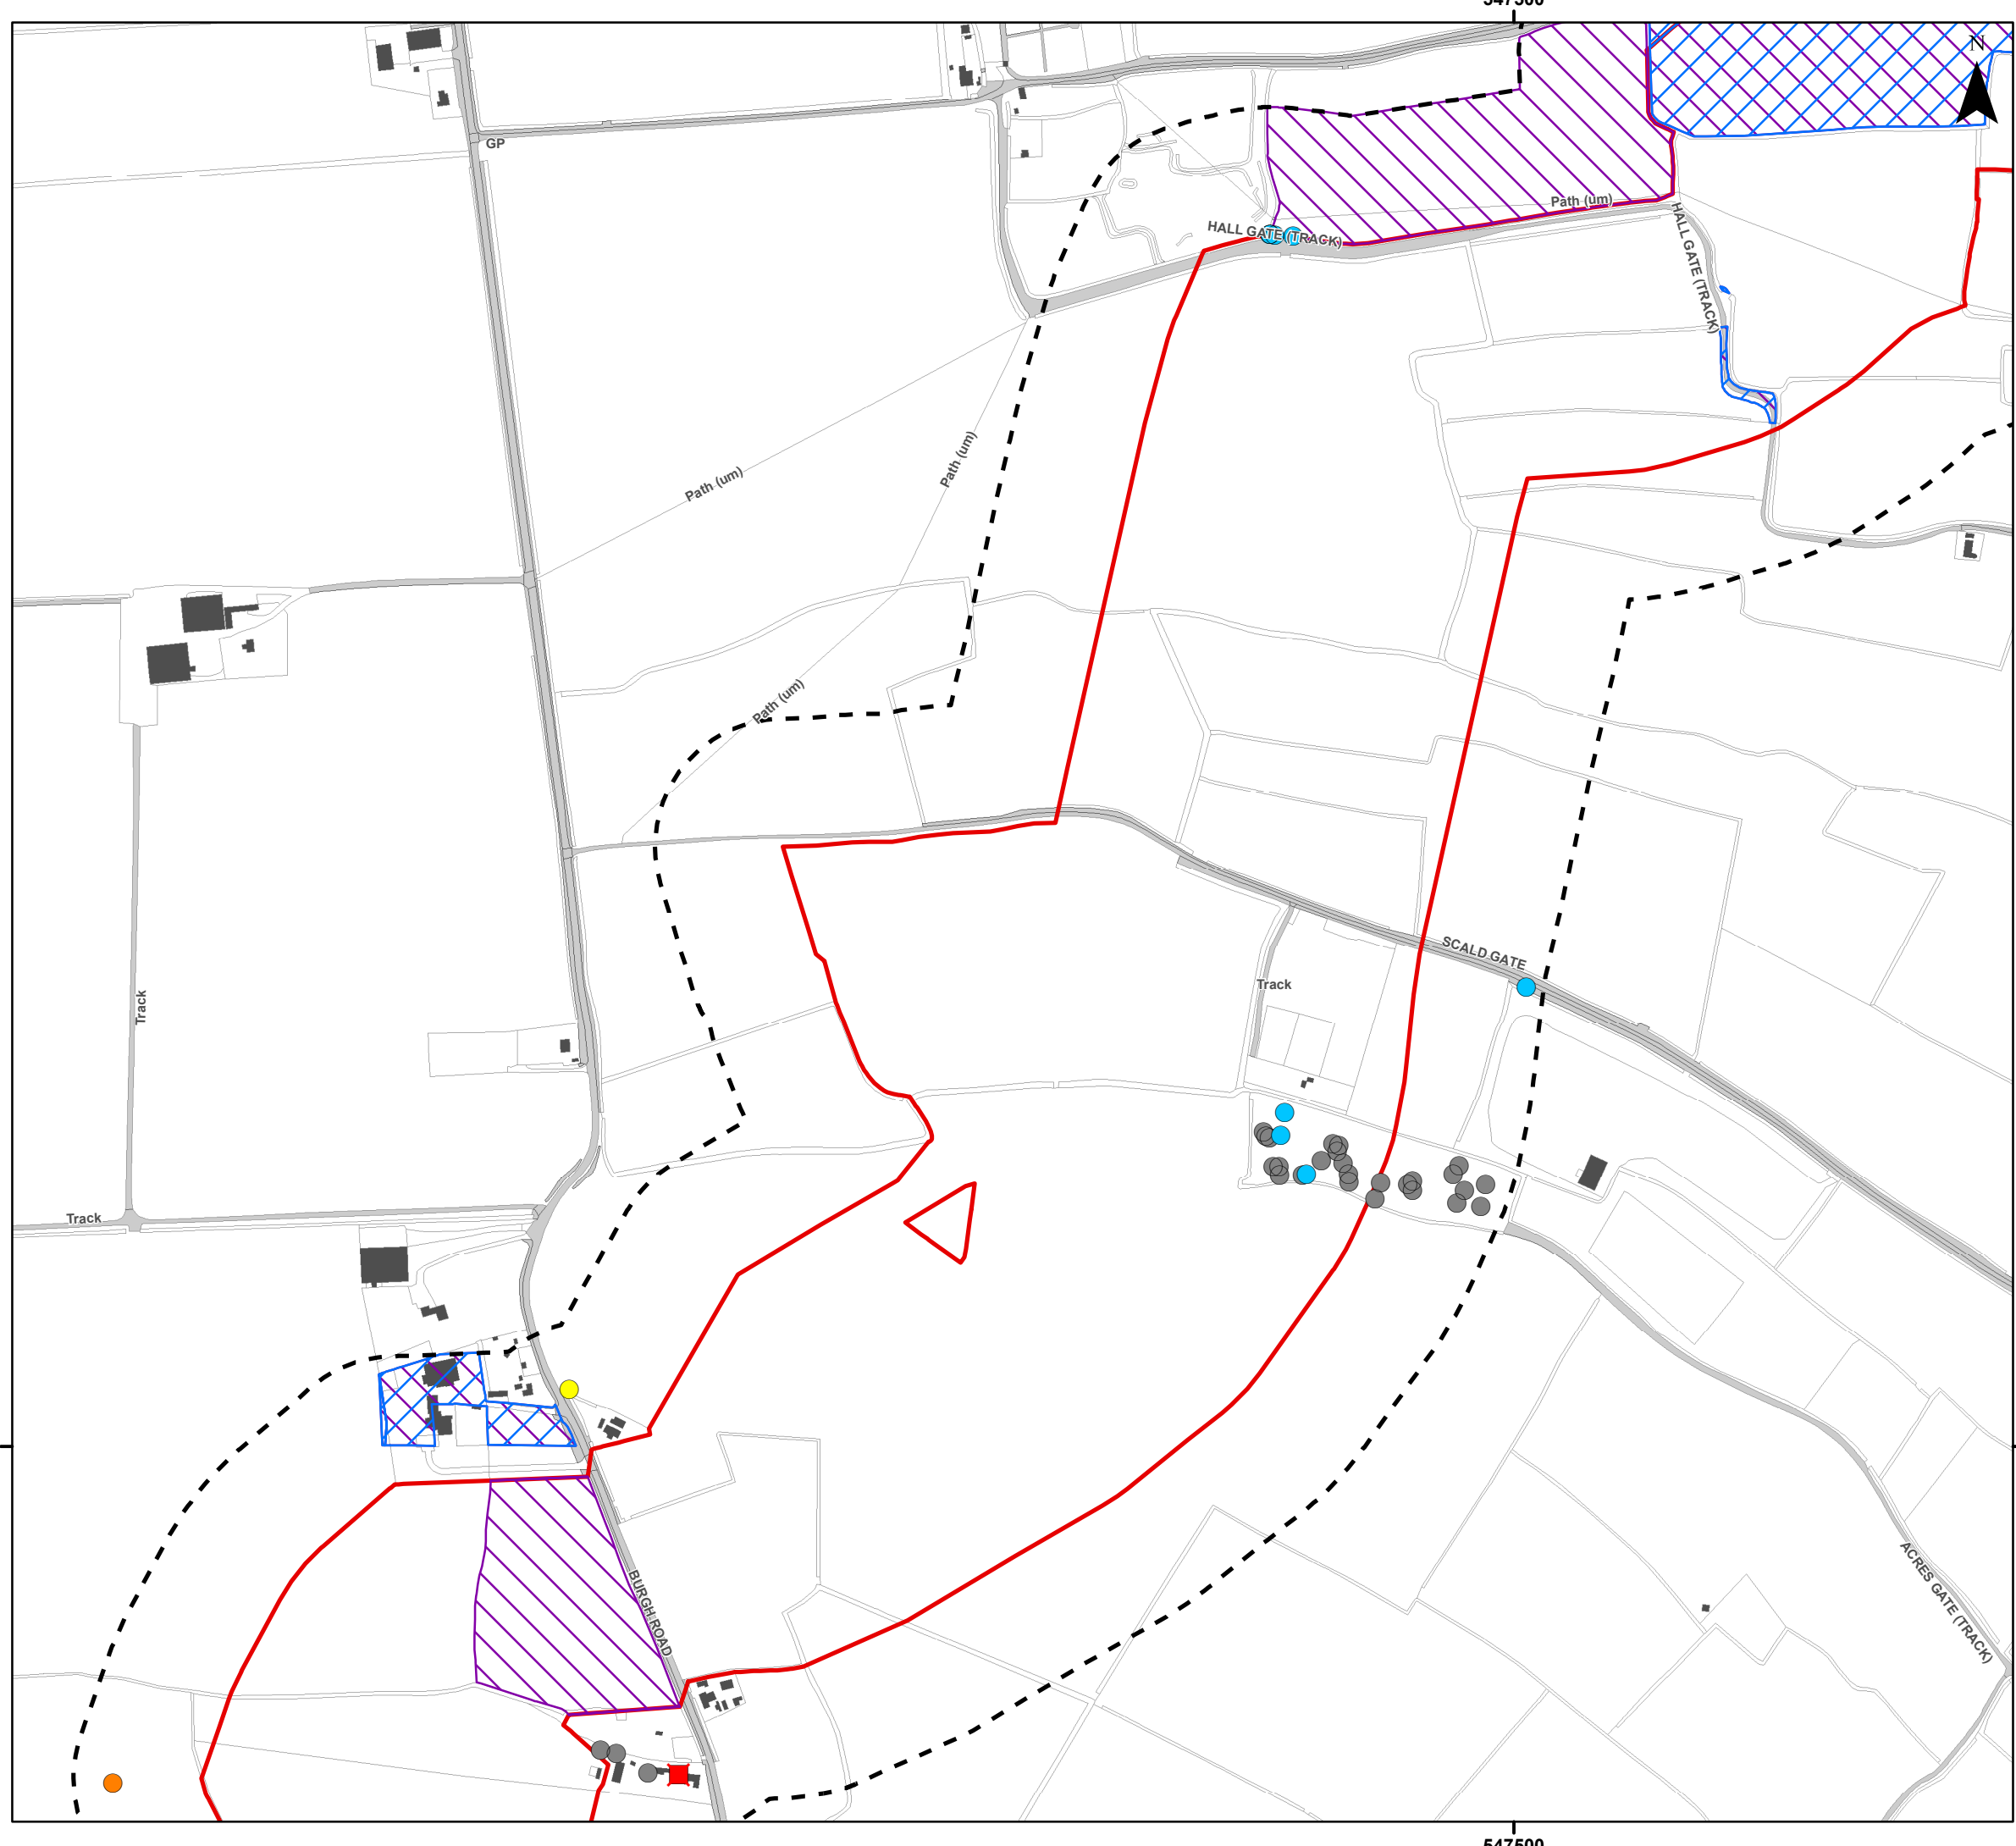 547500
N
GP
Path (um)
HALL GATE (TRACK)
HALL GATE (TRACK)
Path (um)
Path (um)
Path (um)
SCALD GATE
Track
Track
Track
BURGH ROAD
ACRES GATE (TRACK)
547500